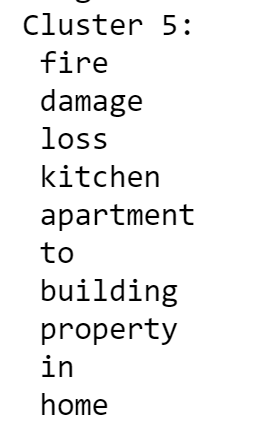 Cluster 5:
fire
damage
loss
kitchen
apartment
to
building
property
in
home